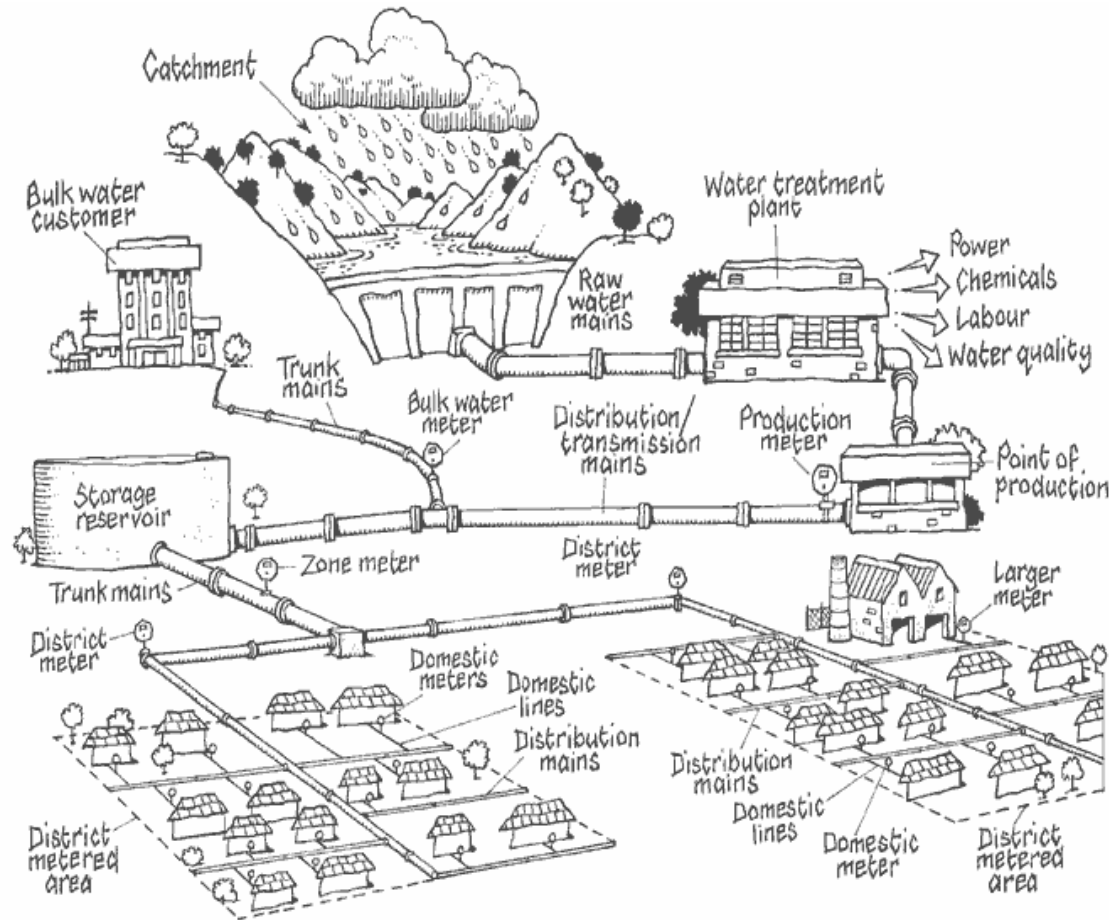 Catchment
Bulk water
customer
Water treatment
plant
Power
Chemicals
Labour
Water quality
Raw
water
mains
Trunk
mains
Bulk water
meter
Distribution
transmission
mains
Production
meter
Point of
production
Storage
reservoir
Zone meter
District
meter
Trunk mains
Larger
meter
District
meter
Domestic
meters
Domestic
lines
Distribution
mains
Distribution
mains
Domestic
lines
Domestic
meter
District
metered
area
District
metered area